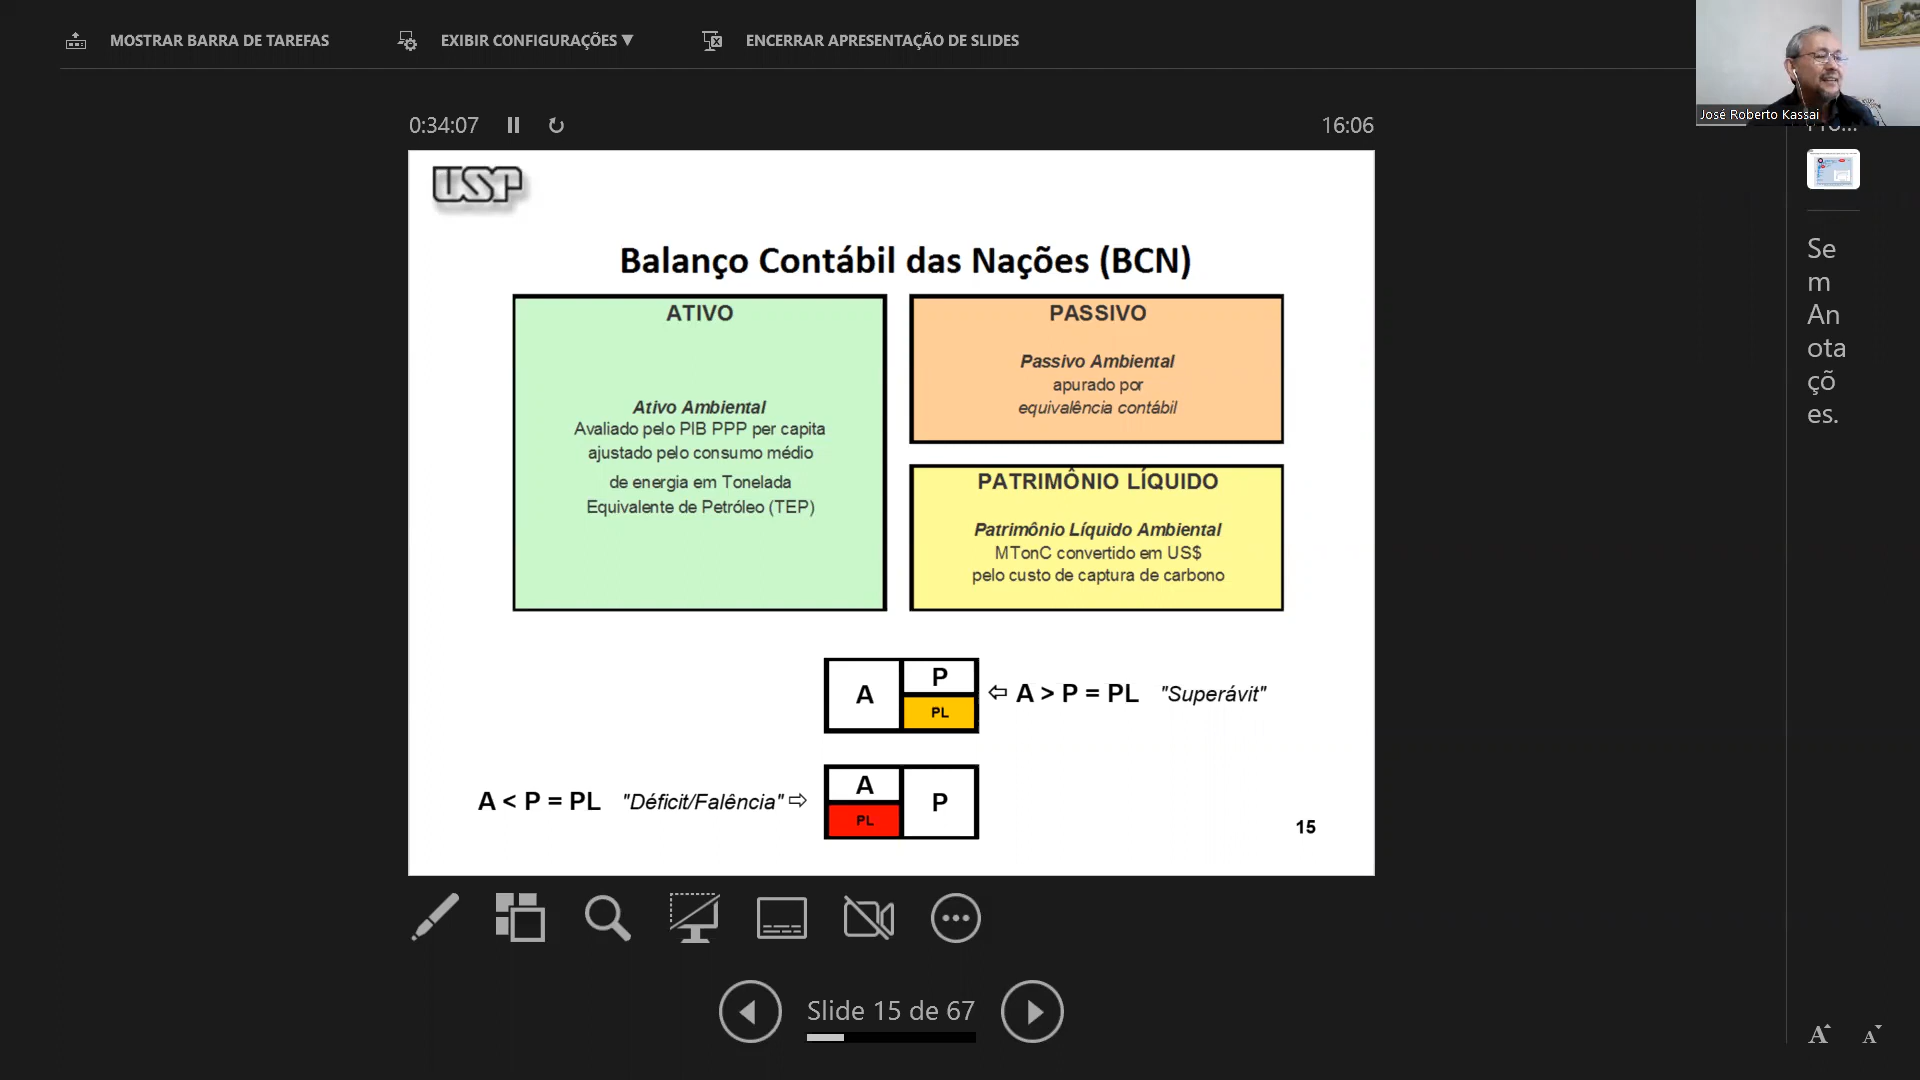 MOSTRAR BARRA DE TAREFAS
EXIBIR CONFIGURAÇÕES ▼
ENCERRAR APRESENTAÇÃO DE SLIDES
José Roberto Kassai
0:34:07
16:06
USP
Balanço Contábil das Nações (BCN)
ATIVO
Ativo Ambiental
Avaliado pelo PIB PPP per capita
ajustado pelo consumo médio
de energia em Tonelada
Equivalente de Petróleo (TEP)
PASSIVO
Passivo Ambiental
apurado por
equivalência contábil
PATRIMÔNIO LÍQUIDO
Patrimônio Líquido Ambiental
MTonC convertido em US$
pelo custo de captura de carbono
A
P
PL
⇦ A > P = PL "Superávit"
A < P = PL "Déficit/Falência" ⇨
A
PL
P
15
Slide 15 de 67
Se
m
An
ota
çõ
es.
A
A